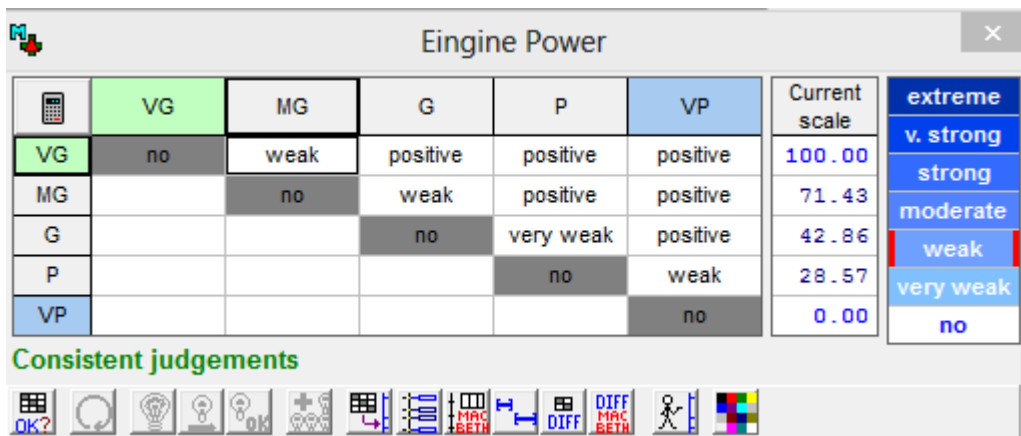 Eingine Power
VG MG G P VP Current scale extreme
VG no weak positive positive positive 100.00 v. strong
MG no weak positive positive 71.43 strong
G no very weak positive 42.86 moderate
P no weak 28.57 weak
VP no 0.00 very weak
no
Consistent judgements
OK? OK MAC BETH DIFF DIFF MAC BETH